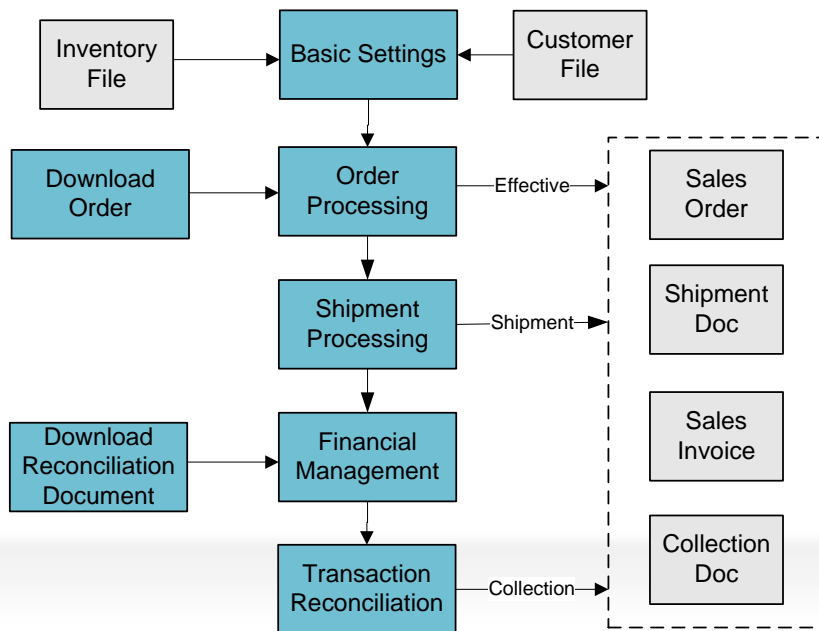 Inventory
File
Basic Settings
Customer
File
Download
Order
Order
Processing
Effective
Sales
Order
Shipment
Processing
Shipment
Shipment
Doc
Download
Reconciliation
Document
Financial
Management
Sales
Invoice
Transaction
Reconciliation
Collection
Collection
Doc